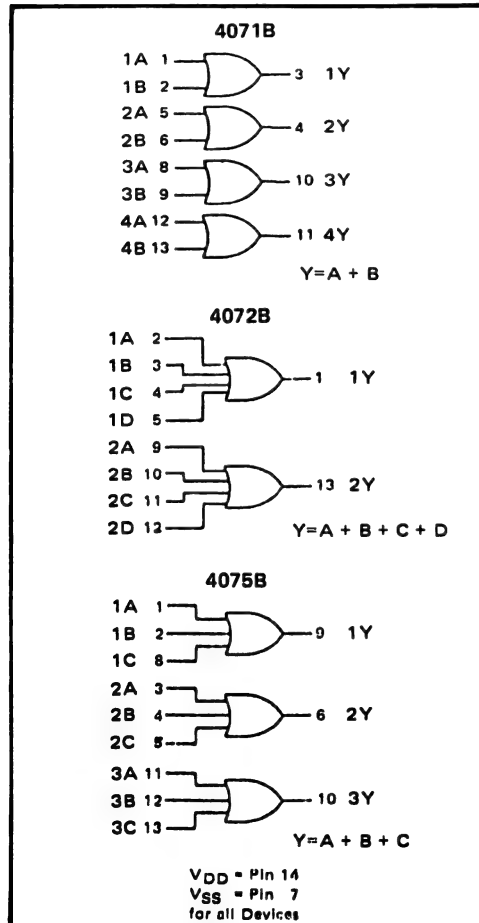 4071B
1A 1
1B 2
3 1Y
2A 5
2B 6
4 2Y
3A 8
3B 9
10 3Y
4A 12
4B 13
11 4Y
Y=A + B
4072B
1A 2
1B 3
1C 4
1D 5
1 1Y
2A 9
2B 10
2C 11
2D 12
13 2Y
Y=A + B + C + D
4075B
1A 1
1B 2
1C 8
9 1Y
2A 3
2B 4
2C 5
6 2Y
3A 11
3B 12
3C 13
10 3Y
Y=A + B + C
VDD = Pin 14
VSS = Pin 7
for all Devices